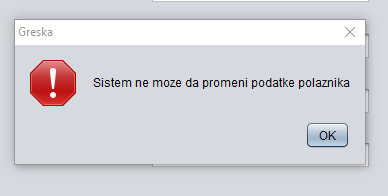 Greska
Sistem ne moze da promeni podatke polaznika
OK